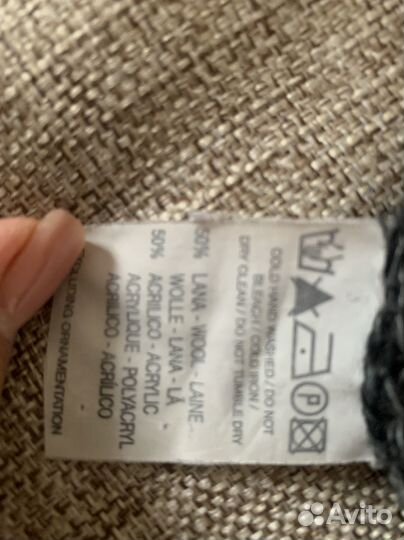 COLD HAND WASHED / DO NOT
BLEACH / COLD IRON /
DRY CLEAN / DO NOT TUMBLE DRY
50% LANA - WOOL - LAINE
WOLLE - LANA - LÃ
50% ACRILICO - ACRYLIC
ACRYLIQUE - POLYACRYL
ACRILICO - ACRÍLICO
ORNAMENTATION
P
Avito